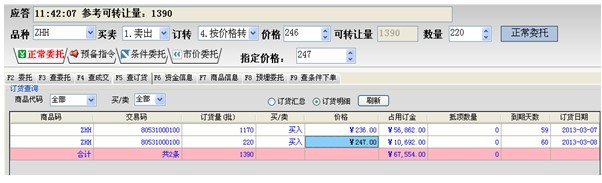 应答 11:42:07 参考可转让量：1390
品种 ZHH 买卖 1.卖出 订转 4.按价格转 价格 246 可转让量 1390 数量 220 正常委托
正常委托 预备指令 条件委托 市价委托 指定价格： 247
F2 委托 F3 查委托 F4 查成交 F5 查订货 F6 资金信息 F7 商品信息 F8 预埋委托 F9 查条件下单
订货查询
商品代码 全部 买/卖 全部 订货汇总 订货明细 刷新
商品码 交易码 订货量(批) 买/卖 价格 占用订金 抵顶数量 到期天数 订货日期
ZHH 80531000100 1170 买入 ￥236.00 ￥56,862.00 0 59 2013-03-07
ZHH 80531000100 220 买入 ￥247.00 ￥10,692.00 0 60 2013-03-08
合计 共2条 1390 ￥67,554.00 0